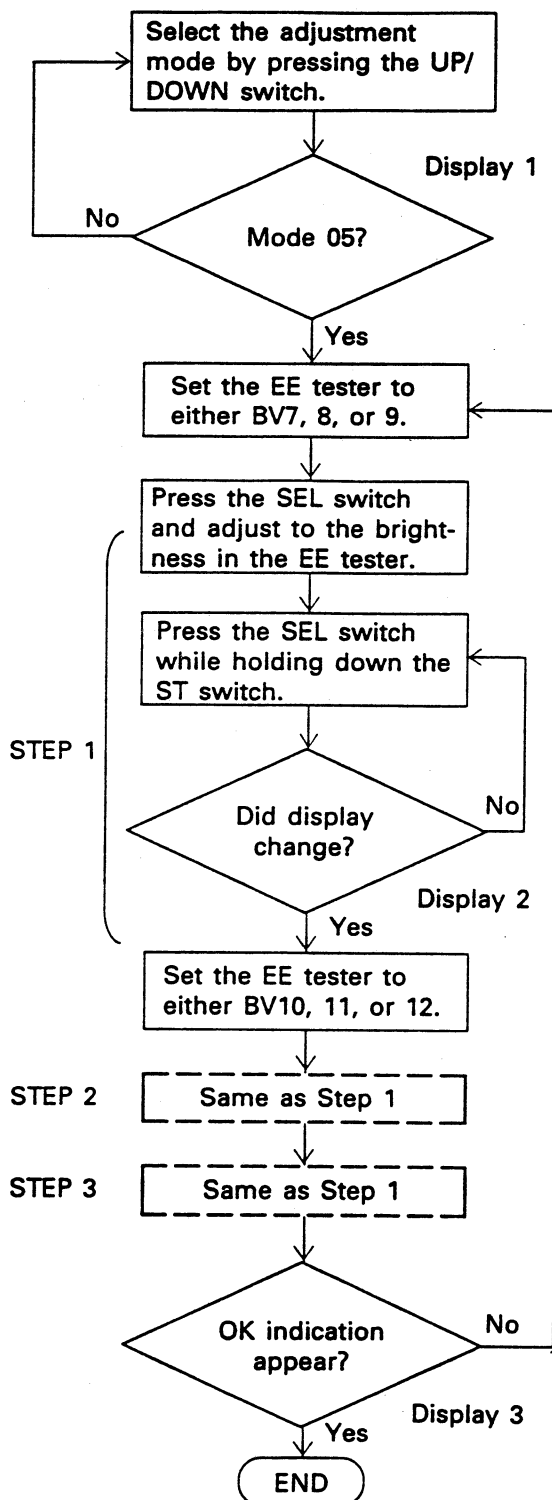 Select the adjustment
mode by pressing the UP/
DOWN switch.
Display 1
No
Mode 05?
Yes
Set the EE tester to
either BV7, 8, or 9.
Press the SEL switch
and adjust to the bright-
ness in the EE tester.
Press the SEL switch
while holding down the
ST switch.
STEP 1
Did display
change?
No
Display 2
Yes
Set the EE tester to
either BV10, 11, or 12.
STEP 2
Same as Step 1
STEP 3
Same as Step 1
OK indication
appear?
No
Display 3
Yes
END